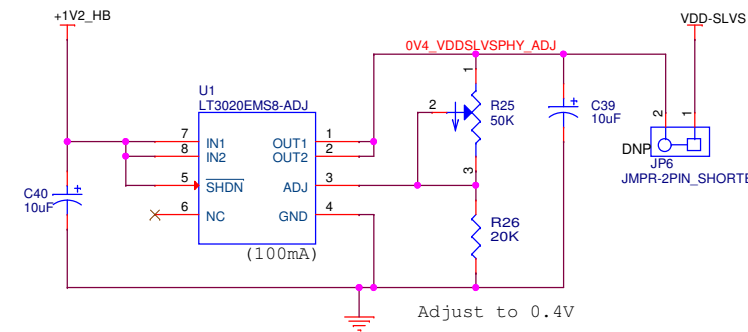 +1V2_HB
VDD-SLVS
0V4_VDDSLVSPHY_ADJ
U1
LT3020EMS8-ADJ
7 IN1 OUT1 1
8 IN2 OUT2 2
5 SHDN ADJ 3
6 NC GND 4
(100mA)
C40
10uF
1
2
R25
50K
3
R26
20K
C39
10uF
2 1
DNP
JP6
JMPR-2PIN_SHORTE
Adjust to 0.4V